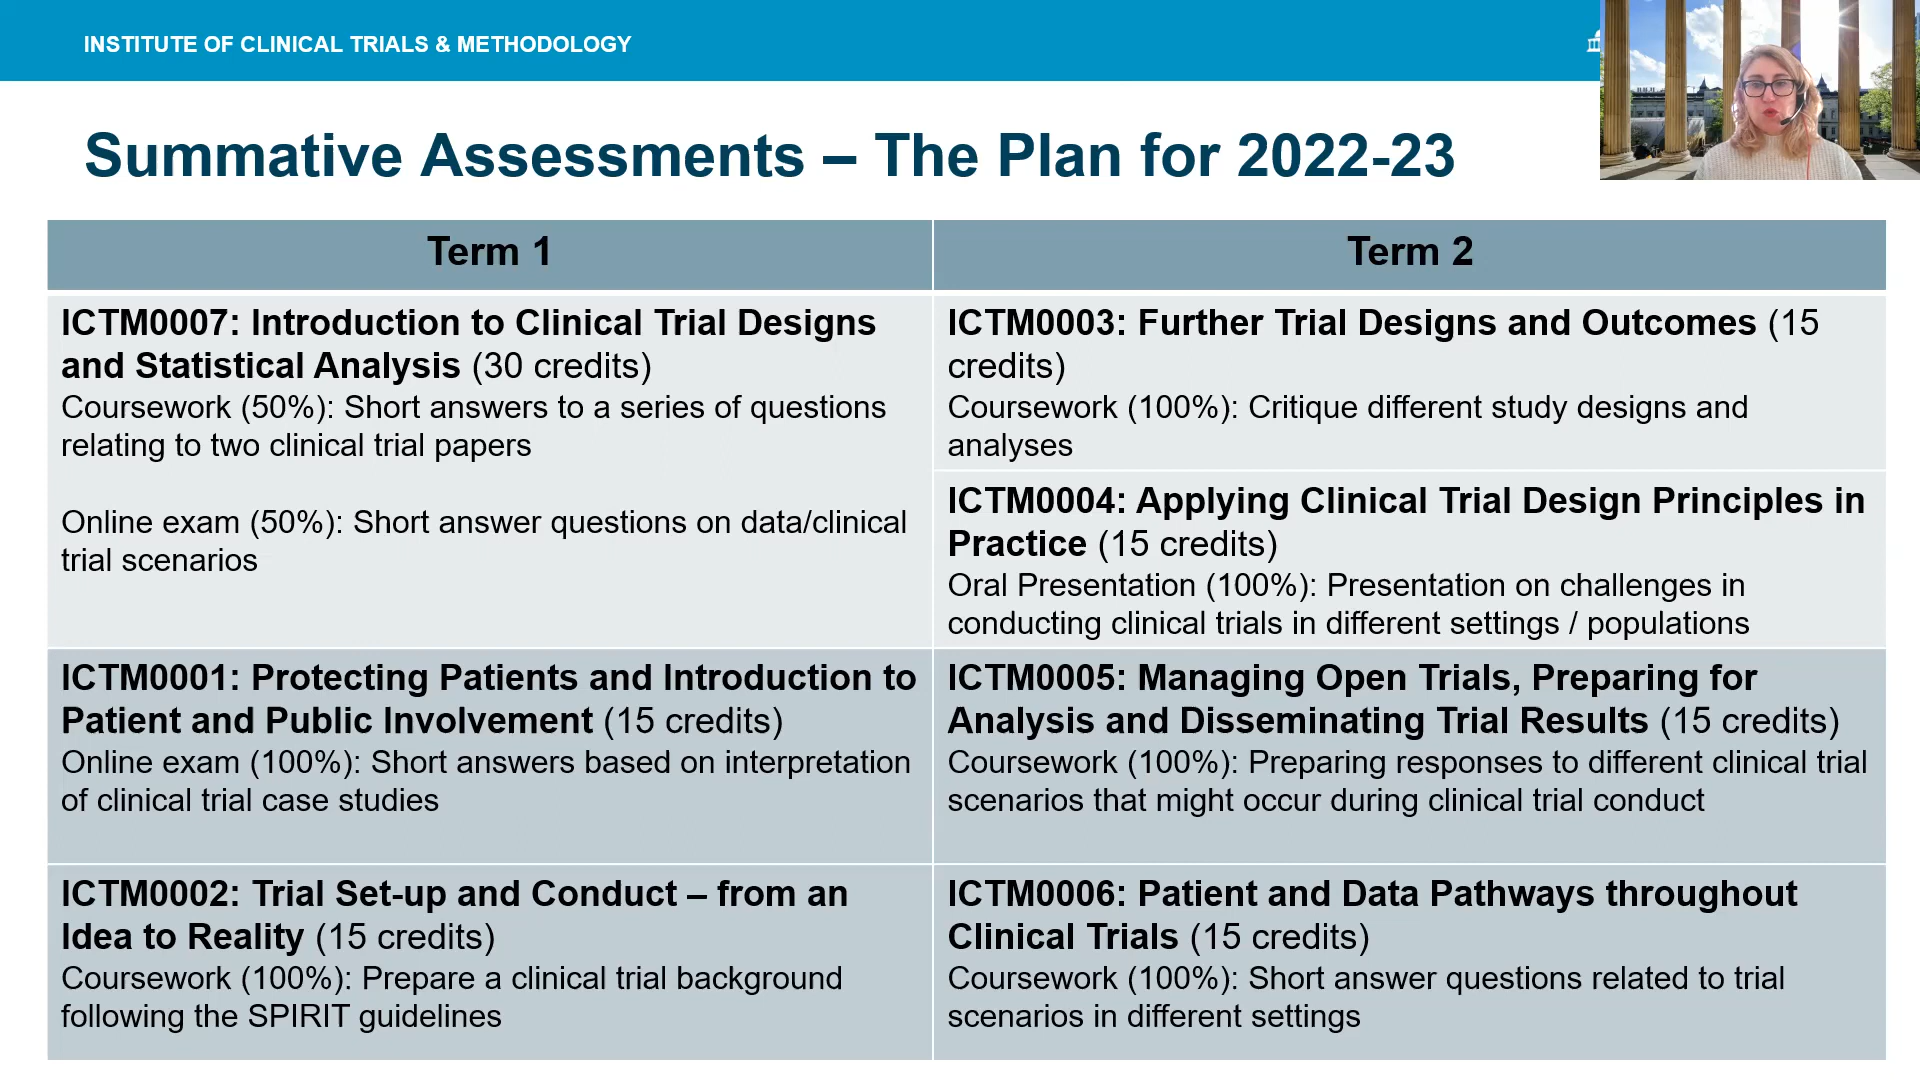 INSTITUTE OF CLINICAL TRIALS & METHODOLOGY
Summative Assessments – The Plan for 2022-23
Term 1
ICTM0007: Introduction to Clinical Trial Designs
and Statistical Analysis (30 credits)
Coursework (50%): Short answers to a series of questions
relating to two clinical trial papers
Online exam (50%): Short answer questions on data/clinical
trial scenarios
ICTM0001: Protecting Patients and Introduction to
Patient and Public Involvement (15 credits)
Online exam (100%): Short answers based on interpretation
of clinical trial case studies
ICTM0002: Trial Set-up and Conduct – from an
Idea to Reality (15 credits)
Coursework (100%): Prepare a clinical trial background
following the SPIRIT guidelines
Term 2
ICTM0003: Further Trial Designs and Outcomes (15
credits)
Coursework (100%): Critique different study designs and
analyses
ICTM0004: Applying Clinical Trial Design Principles in
Practice (15 credits)
Oral Presentation (100%): Presentation on challenges in
conducting clinical trials in different settings / populations
ICTM0005: Managing Open Trials, Preparing for
Analysis and Disseminating Trial Results (15 credits)
Coursework (100%): Preparing responses to different clinical trial
scenarios that might occur during clinical trial conduct
ICTM0006: Patient and Data Pathways throughout
Clinical Trials (15 credits)
Coursework (100%): Short answer questions related to trial
scenarios in different settings